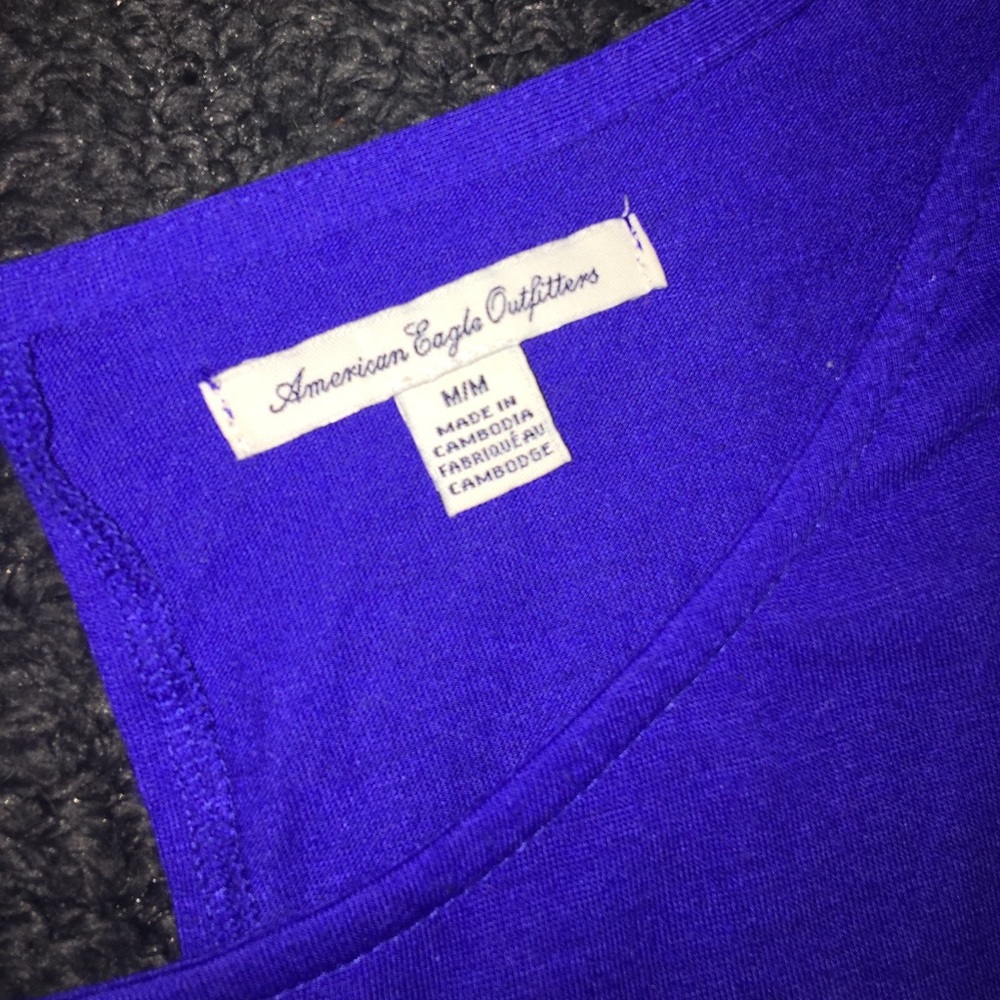 American Eagle Outfitters
M/M
MADE IN
CAMBODIA
FABRIQUÉ AU
CAMBODGE